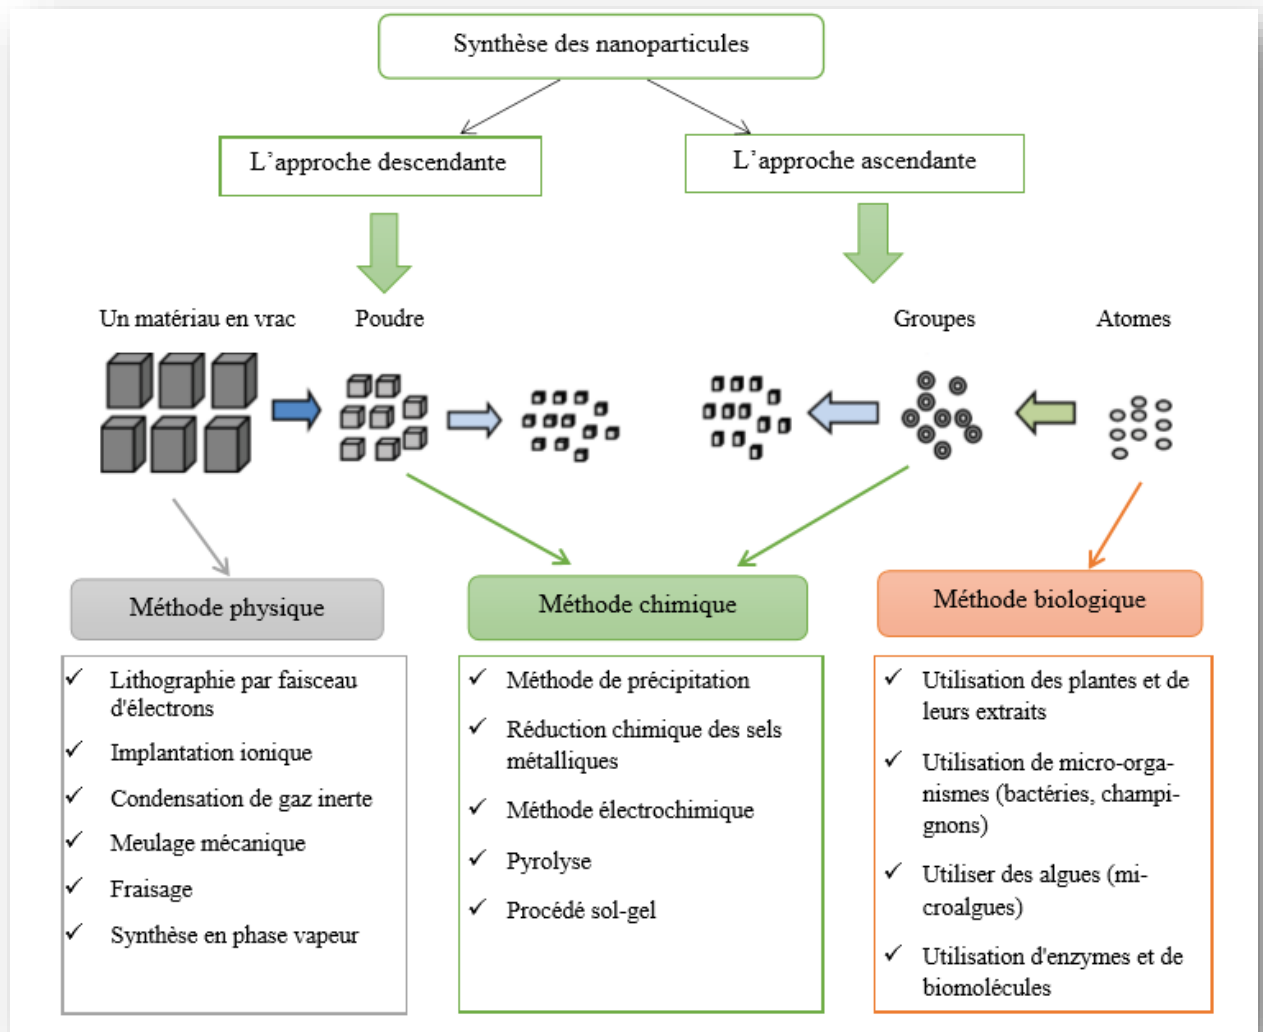 Synthèse des nanoparticules
L'approche descendante
L'approche ascendante
Un matériau en vrac
Poudre
Groupes
Atomes
Méthode physique
Lithographie par faisceau
d'électrons
Implantation ionique
Condensation de gaz inerte
Meulage mécanique
Fraisage
Synthèse en phase vapeur
Méthode chimique
Méthode de précipitation
Réduction chimique des sels
métalliques
Méthode électrochimique
Pyrolyse
Procédé sol-gel
Méthode biologique
Utilisation des plantes et de
leurs extraits
Utilisation de micro-orga-
nismes (bactéries, champi-
gnons)
Utiliser des algues (mi-
croalgues)
Utilisation d'enzymes et de
biomolécules